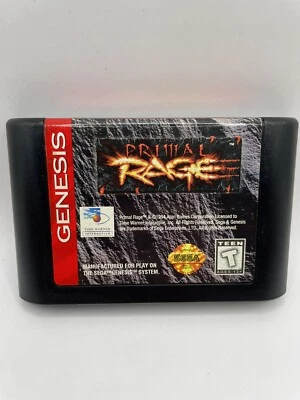 GENESIS
PRIMAL
RAGE
TM
TIME WARNER
INTERACTIVE
Primal Rage™ & © 1994 Atari Games Corporation Licensed to
Time Warner Interactive, Inc. All Rights Reserved. Sega & Genesis
are Trademarks of Sega Enterprises, LTD. All Rights Reserved.
MANUFACTURED FOR PLAY ON
THE SEGA™ GENESIS™ SYSTEM.
SEGA
TEEN
T